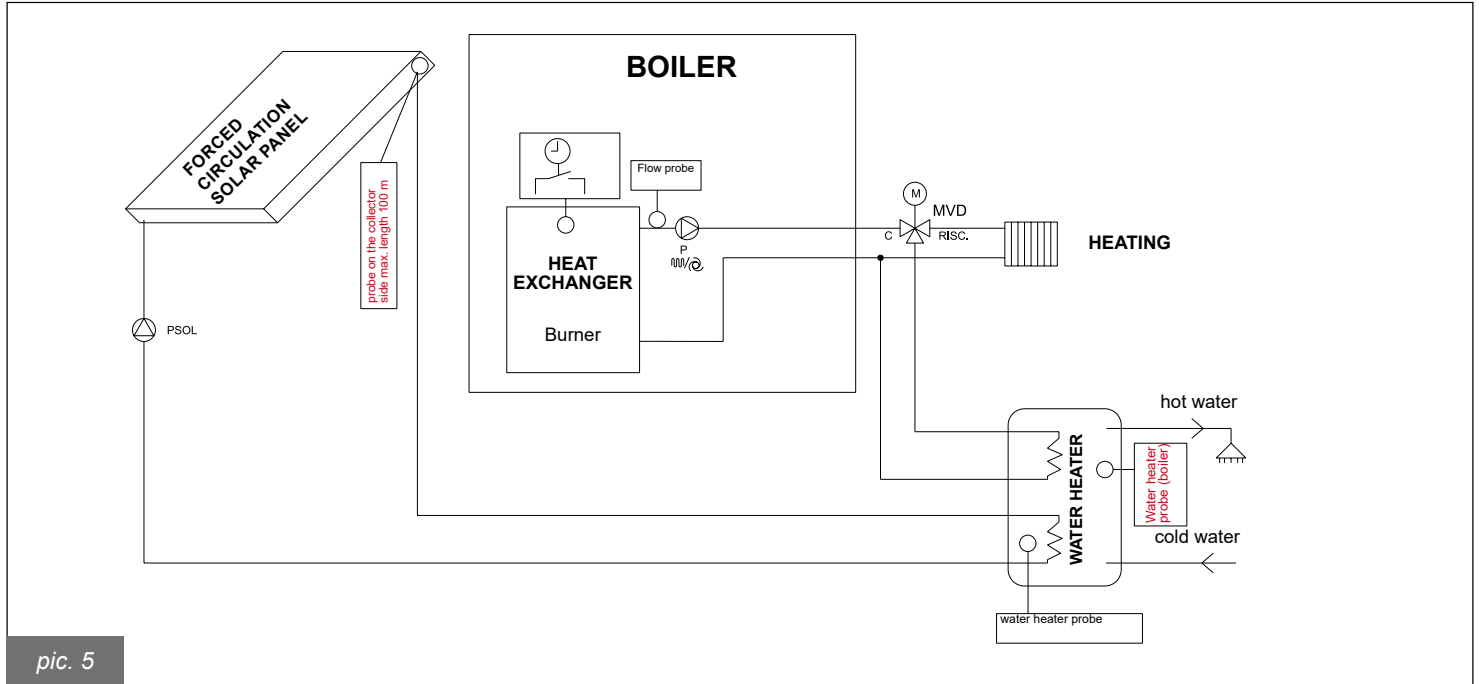 BOILER
FORCED
CIRCULATION
SOLAR PANEL
probe on the collector
side max. length 100 m
Flow probe
M
MVD
C
RISC.
P
HEATING
HEAT
EXCHANGER
Burner
PSOL
hot water
WATER HEATER
Water heater
probe (boiler)
cold water
water heater probe
pic. 5